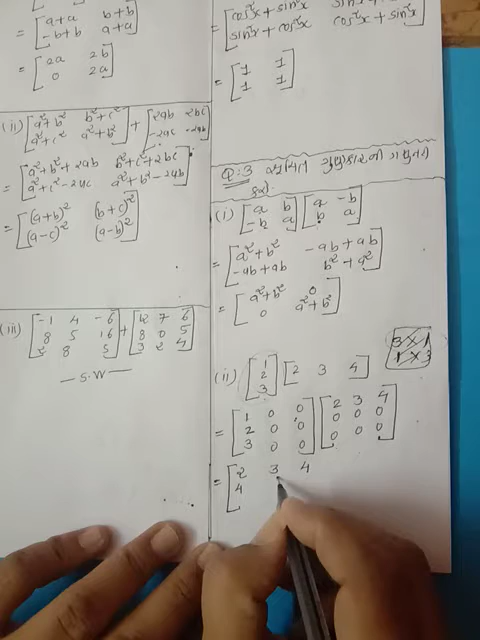 = [a+a b+b
-b+b a+a]
= [2a 2b
0 2a]
(ii) [a²+b² b²+c²
a²+c² a²+b²] + [2ab 2bc
-2ac -2ab]
= [a²+b²+2ab b²+c²+2bc
a²+c²-2ac a²+b²-2ab]
= [(a+b)² (b+c)²
(a-c)² (a-b)²]
(iii) [-1 4 -6
8 5 16
2 8 5] + [12 7 6
8 0 5
3 2 4]
— S.W —
[cos²x + sin²x
sin²x + cos²x cos²x + sin²x]
= [1 1
1 1]
Q:3
(i) [a b
-b a] [a -b
b a]
= [a²+b² -ab+ab
-ab+ab b²+a²]
= [a²+b² 0
0 a²+b²]
3×1
1×3
(ii) [1
2
3] [2 3 4]
= [1 0 0
2 0 0
3 0 0] [2 3 4
0 0 0
0 0 0]
= [2 3 4
4